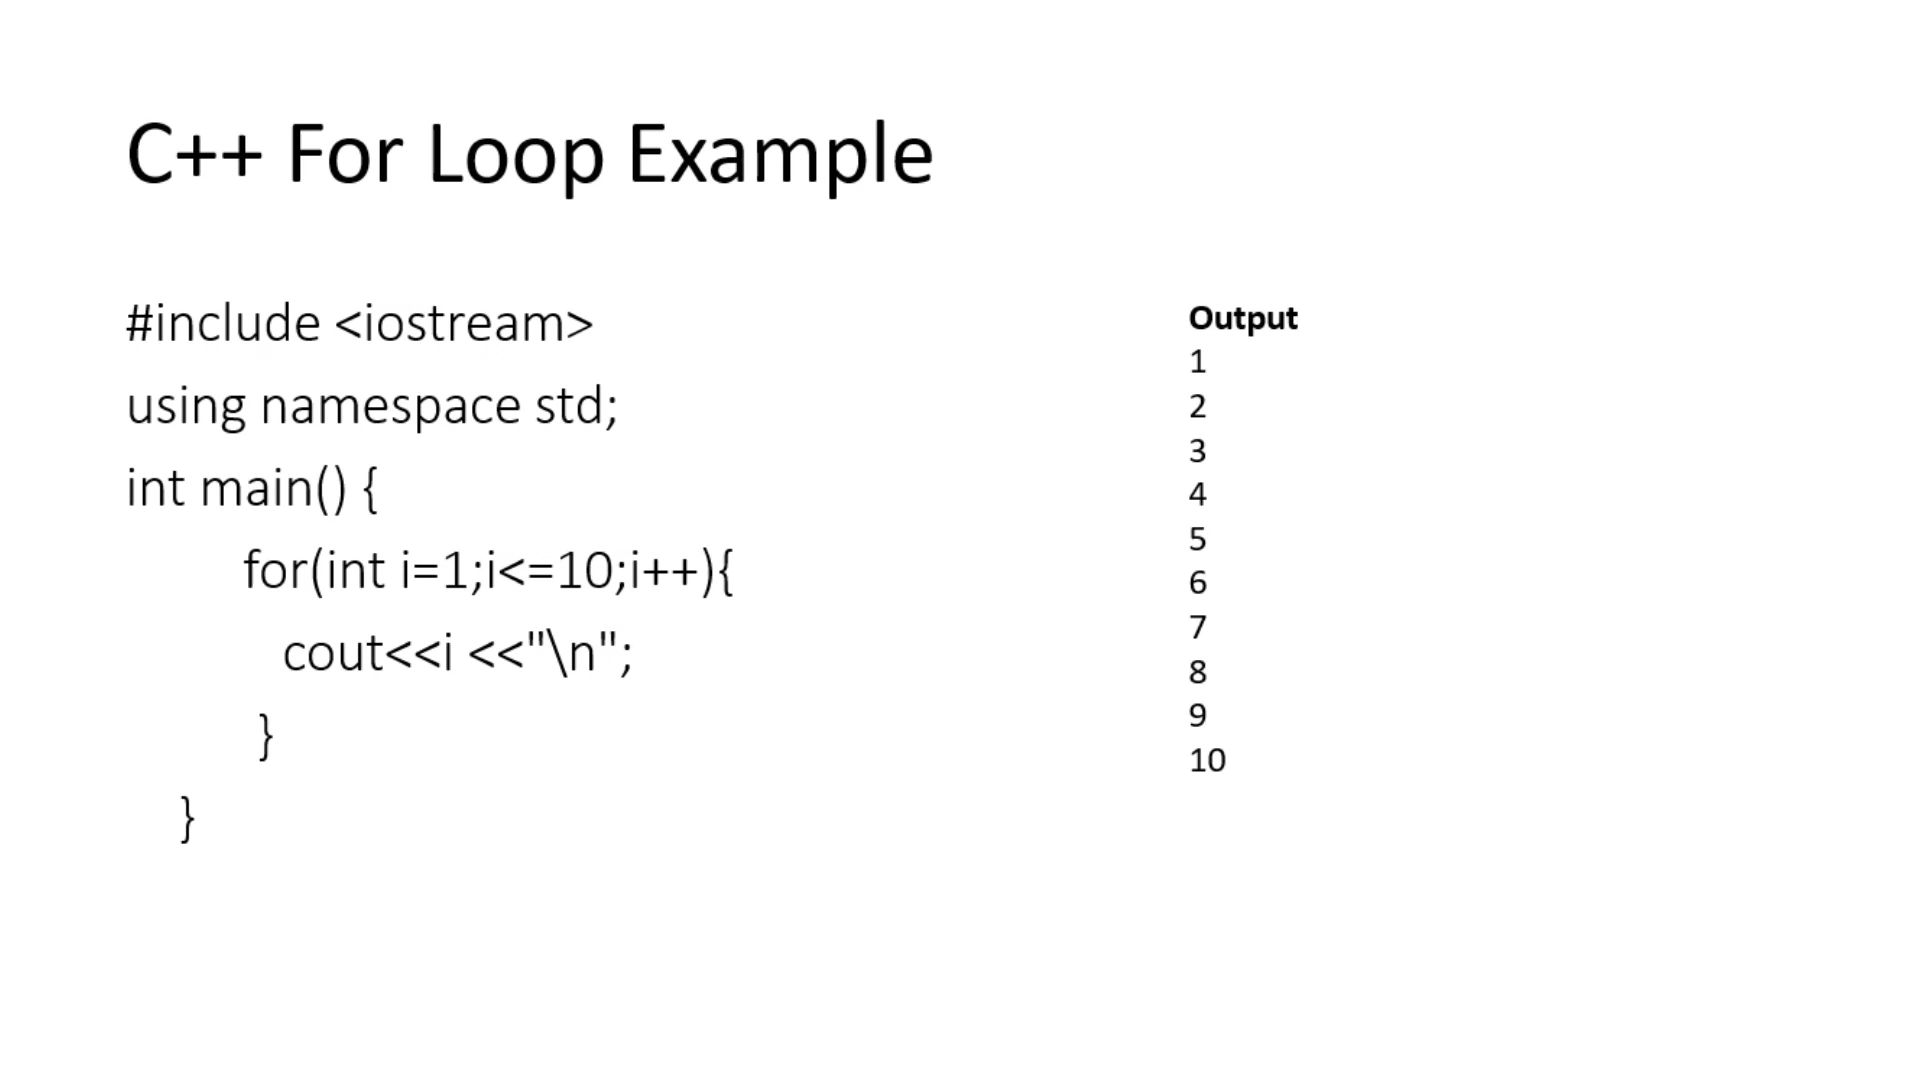 C++ For Loop Example
#include <iostream>
using namespace std;
int main() {
for(int i=1;i<=10;i++){
cout<<i <<"\n";
}
}
Output
1
2
3
4
5
6
7
8
9
10